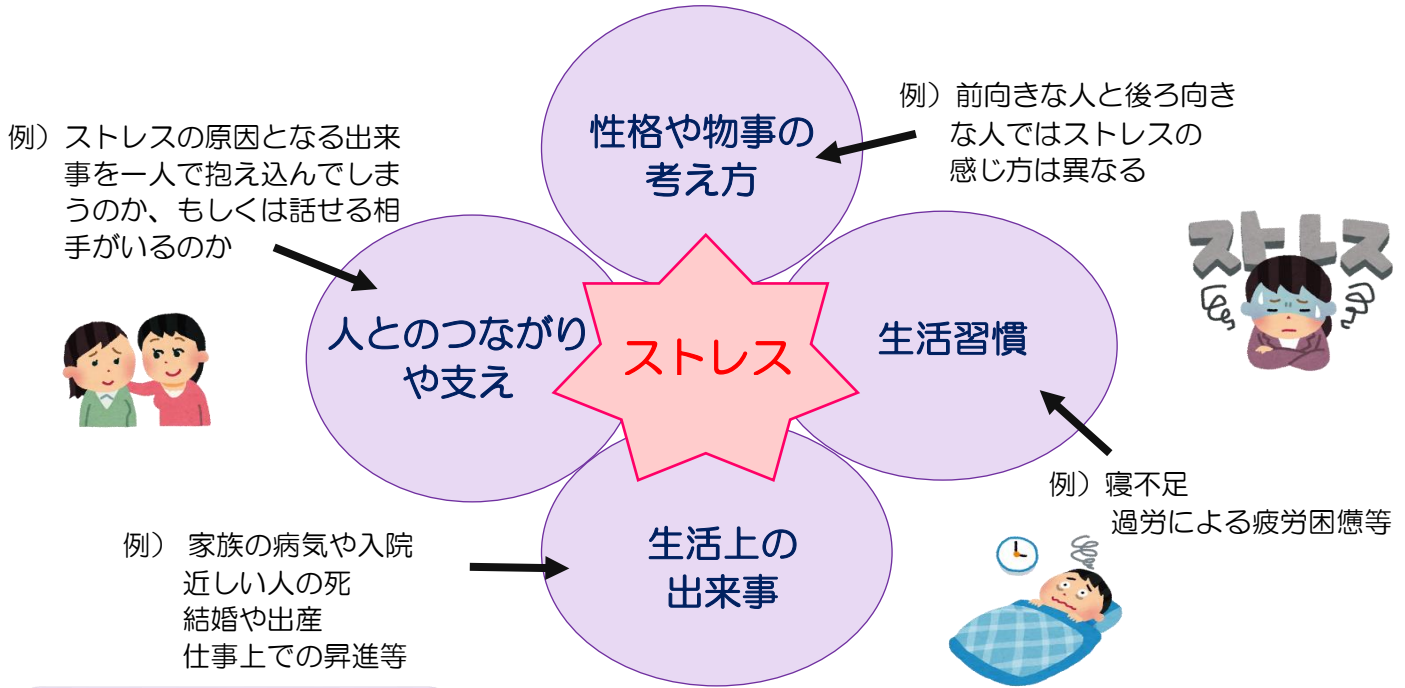 性格や物事の
考え方
例）前向きな人と後ろ向き
な人ではストレスの
感じ方は異なる
例）ストレスの原因となる出来
事を一人で抱え込んでしま
うのか、もしくは話せる相
手がいるのか
ストレス
人とのつながり
や支え
ストレス
生活習慣
例）寝不足
過労による疲労困憊等
生活上の
出来事
例） 家族の病気や入院
近しい人の死
結婚や出産
仕事上での昇進等